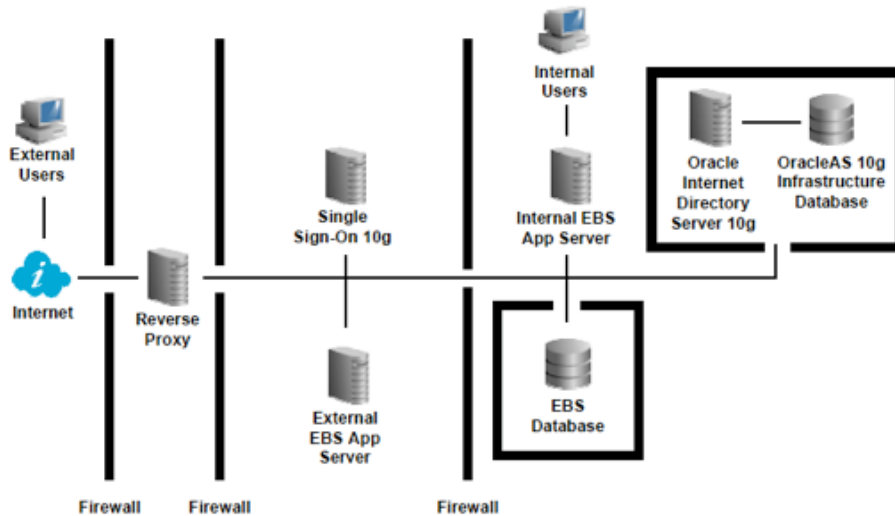 External
Users
Internet
Reverse
Proxy
Single
Sign-On 10g
External
EBS App
Server
Internal
Users
Internal EBS
App Server
EBS
Database
Oracle
Internet
Directory
Server 10g
OracleAS 10g
Infrastructure
Database
Firewall
Firewall
Firewall